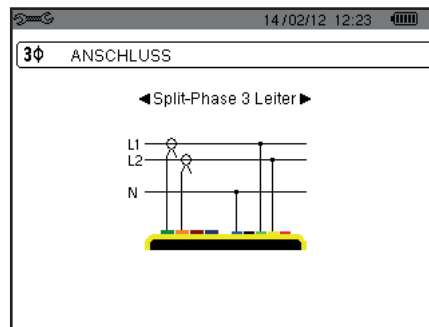 14/02/12 12:23
3Φ ANSCHLUSS
◄Split-Phase 3 Leiter►
L1
L2
N